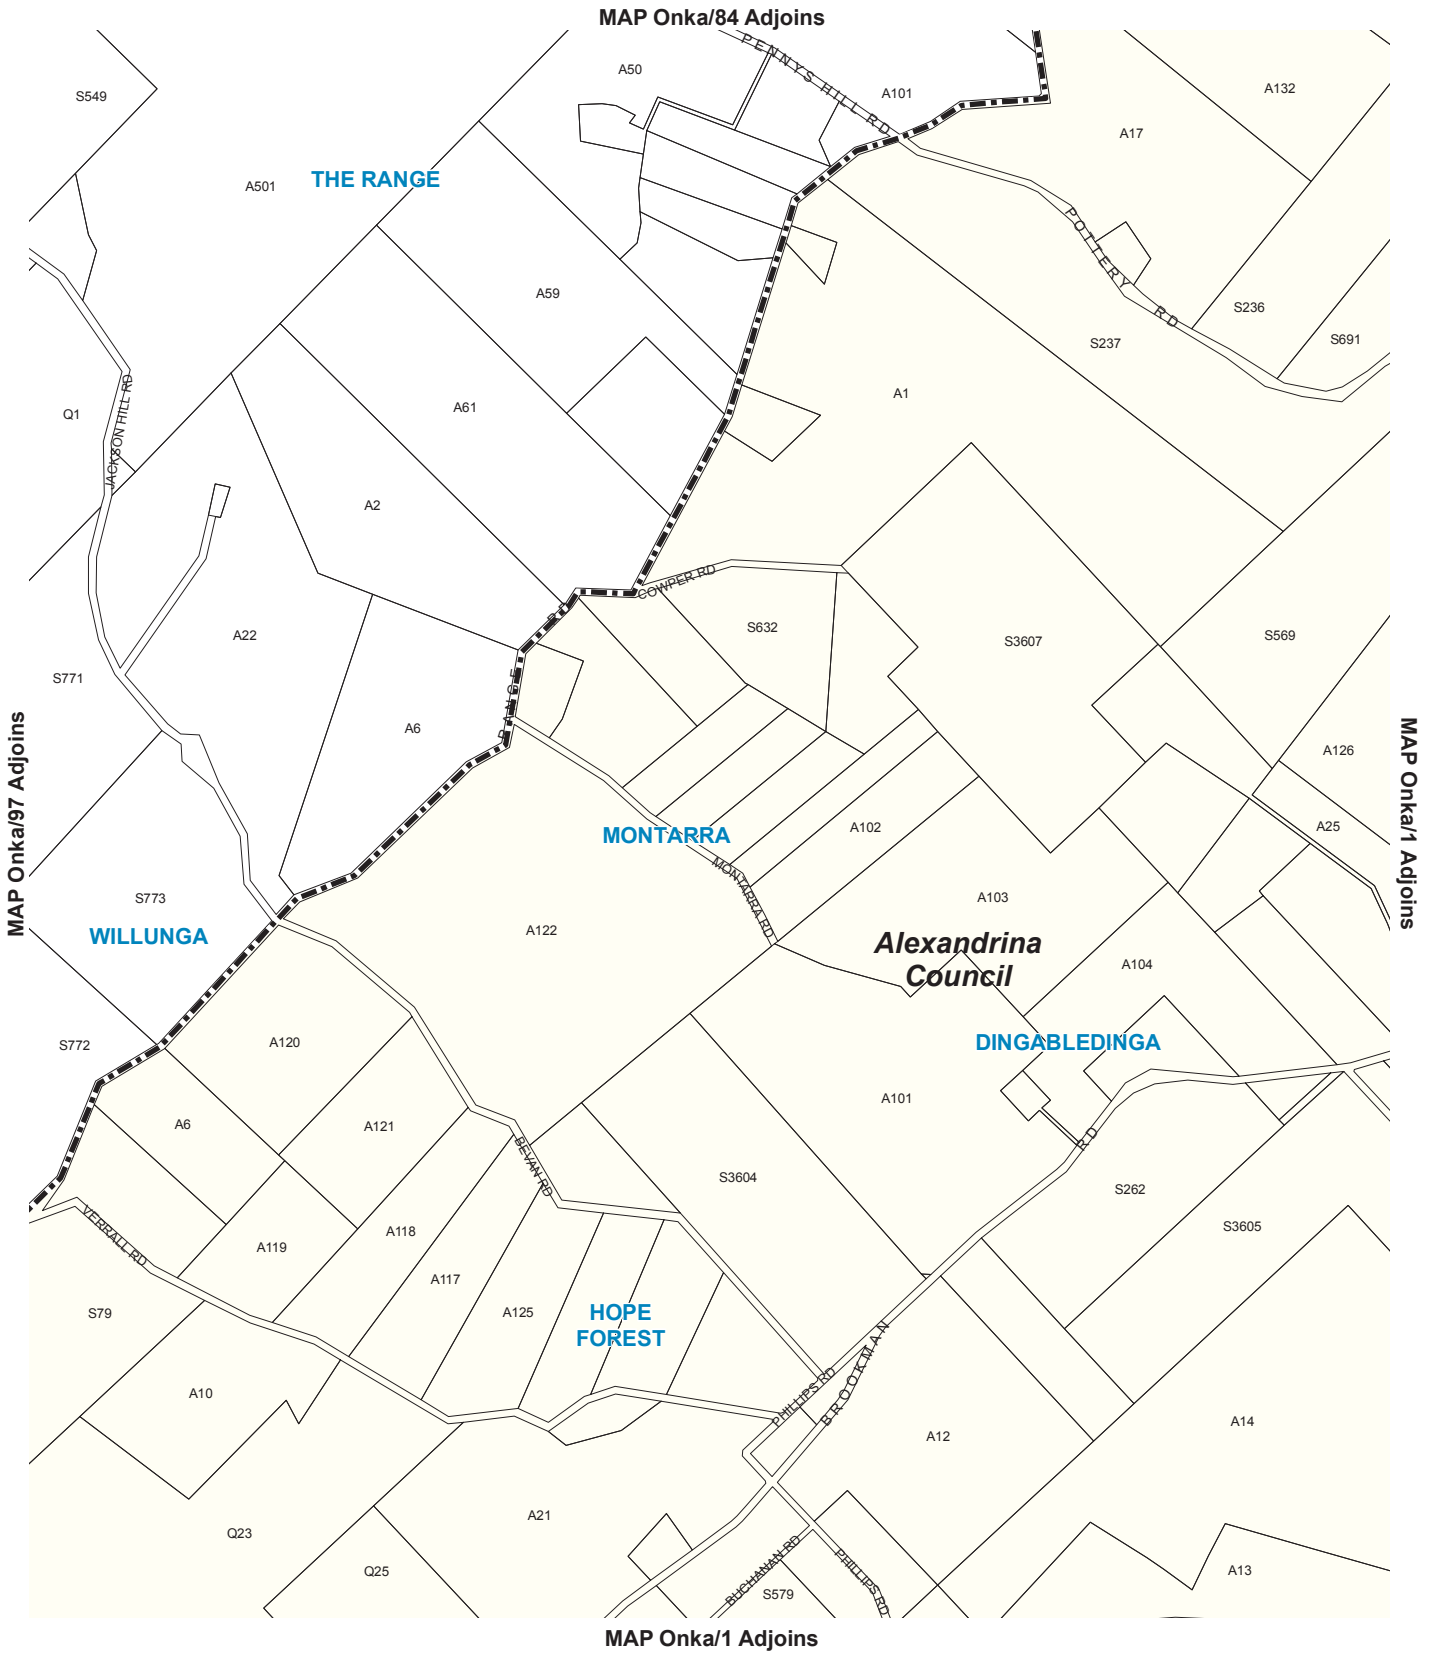 MAP Onka/84 Adjoins
PENNYS HILL RD
A50
S549
A101
A132
A17
THE RANGE
A501
POTTERY RD
A59
S236
S691
S237
JACKSON HILL RD
A1
A61
Q1
A2
COWPER RD
RANGE RD
S632
A22
S3607
S569
S771
A6
A126
MAP Onka/97 Adjoins
MAP Onka/1 Adjoins
MONTARRA
A102
A25
MONTARRA RD
S773
A103
WILLUNGA
A122
Alexandrina
Council
A104
S772
A120
DINGABLEDINGA
A101
A6
A121
BEVAN RD
RD
S3604
S262
VERRALL RD
A118
S3605
A119
A117
S79
A125
HOPE
FOREST
BROOKMAN
PHILLIPS RD
A10
A14
A12
A21
Q23
BUCHANAN RD
PHILLIPS RD
Q25
A13
S579
MAP Onka/1 Adjoins